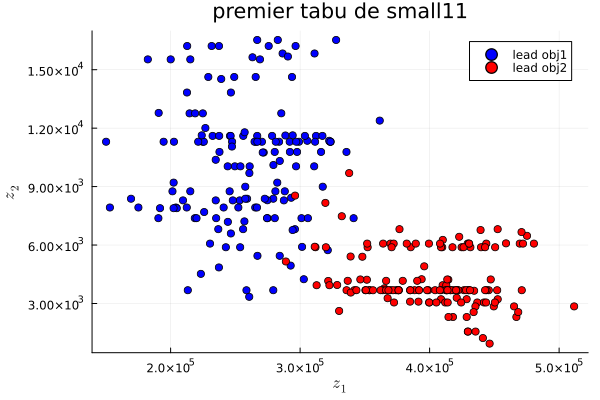 premier tabu de small11
lead obj1
lead obj2
1.50×10⁴
1.20×10⁴
9.00×10³
6.00×10³
3.00×10³
z₂
2.0×10⁵ 3.0×10⁵ 4.0×10⁵ 5.0×10⁵
z₁